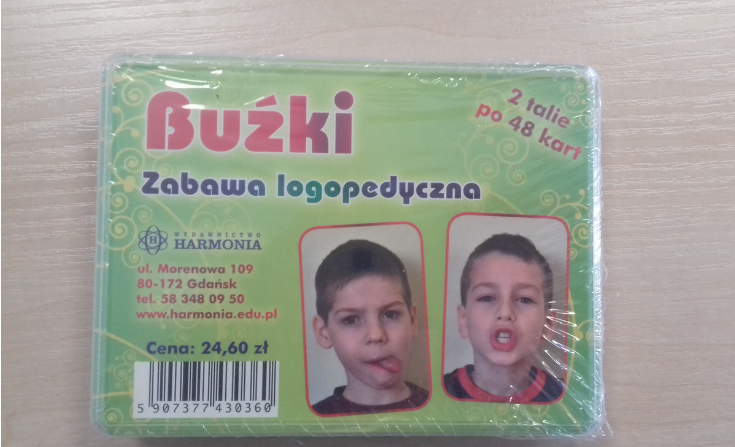 Buźki
2 talie
po 48 kart
Zabawa logopedyczna
WYDAWNICTWO
HARMONIA
ul. Morenowa 109
80-172 Gdańsk
tel. 58 348 09 50
www.harmonia.edu.pl
Cena: 24,60 zł
5 907377 430360